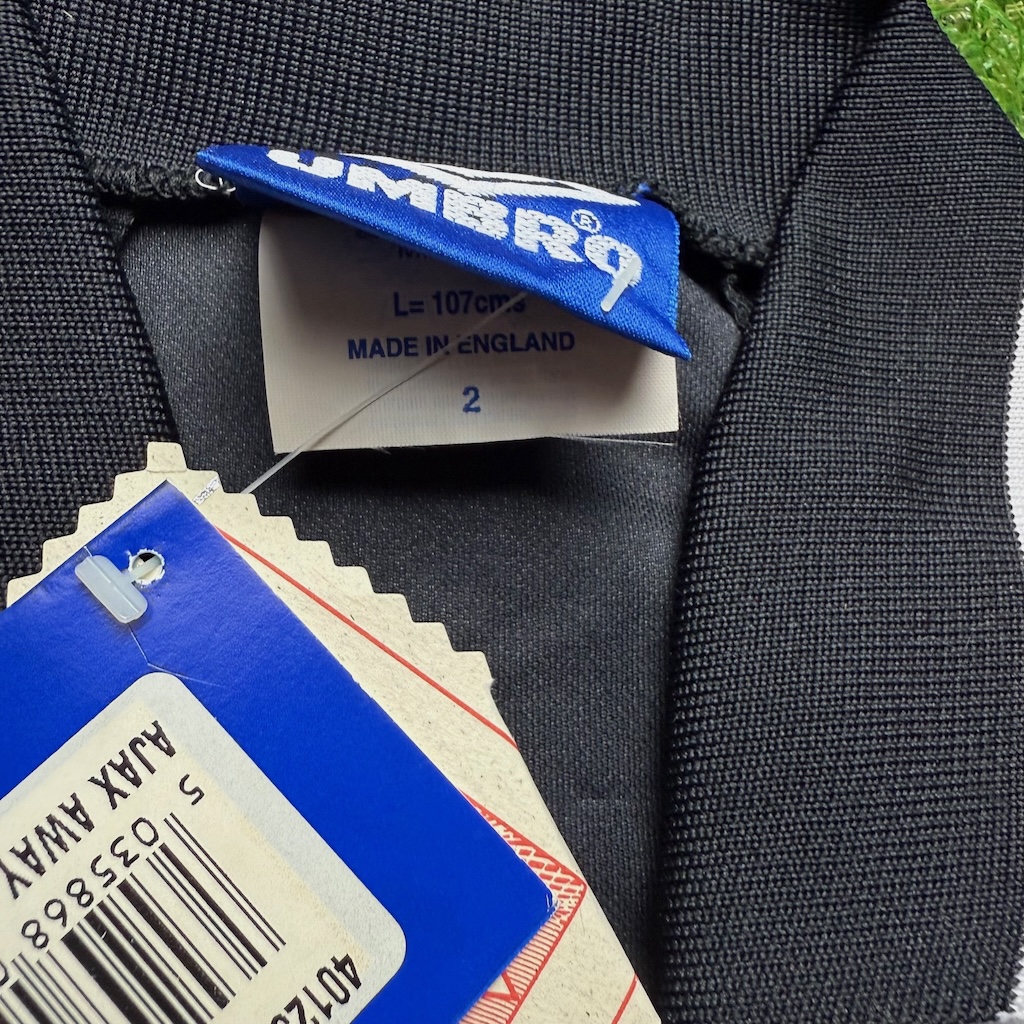 UMBRO
®
L= 107cms
MADE IN ENGLAND
2
AJAX AWAY
5 035868